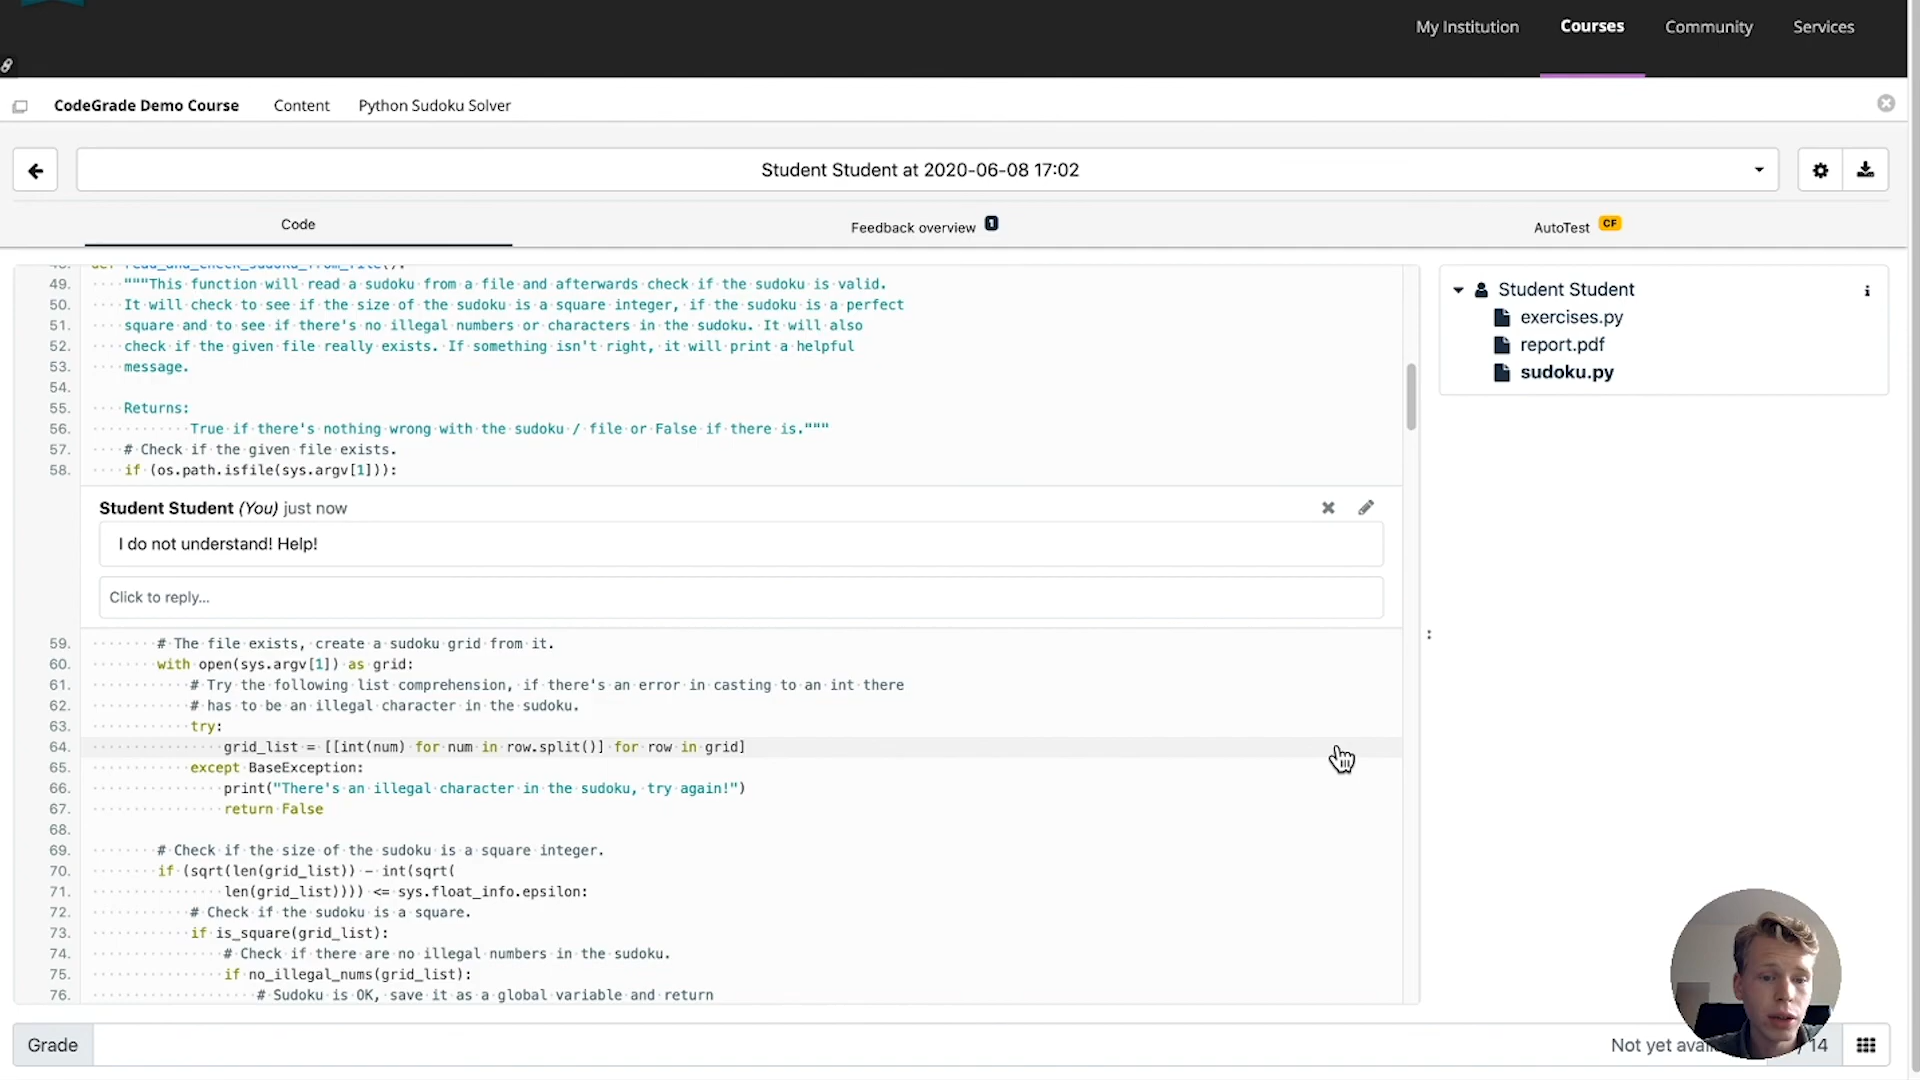 My Institution Courses Community Services
CodeGrade Demo Course Content Python Sudoku Solver
Student Student at 2020-06-08 17:02
Code Feedback overview 1 AutoTest CF
48. def read_and_check_sudoku_from_file():
49. """This function will read a sudoku from a file and afterwards check if the sudoku is valid.
50. It will check to see if the size of the sudoku is a square integer, if the sudoku is a perfect
51. square and to see if there's no illegal numbers or characters in the sudoku. It will also
52. check if the given file really exists. If something isn't right, it will print a helpful
53. message.
54.
55. Returns:
56. True if there's nothing wrong with the sudoku / file or False if there is."""
57. # Check if the given file exists.
58. if (os.path.isfile(sys.argv[1])):
Student Student (You) just now
I do not understand! Help!
Click to reply...
59. # The file exists, create a sudoku grid from it.
60. with open(sys.argv[1]) as grid:
61. # Try the following list comprehension, if there's an error in casting to an int there
62. # has to be an illegal character in the sudoku.
63. try:
64. grid_list = [[int(num) for num in row.split()] for row in grid]
65. except BaseException:
66. print("There's an illegal character in the sudoku, try again!")
67. return False
68.
69. # Check if the size of the sudoku is a square integer.
70. if (sqrt(len(grid_list)) - int(sqrt(
71. len(grid_list)))) <= sys.float_info.epsilon:
72. # Check if the sudoku is a square.
73. if is_square(grid_list):
74. # Check if there are no illegal numbers in the sudoku.
75. if no_illegal_nums(grid_list):
76. # Sudoku is OK, save it as a global variable and return
Student Student
exercises.py
report.pdf
sudoku.py
Grade
Not yet / 14